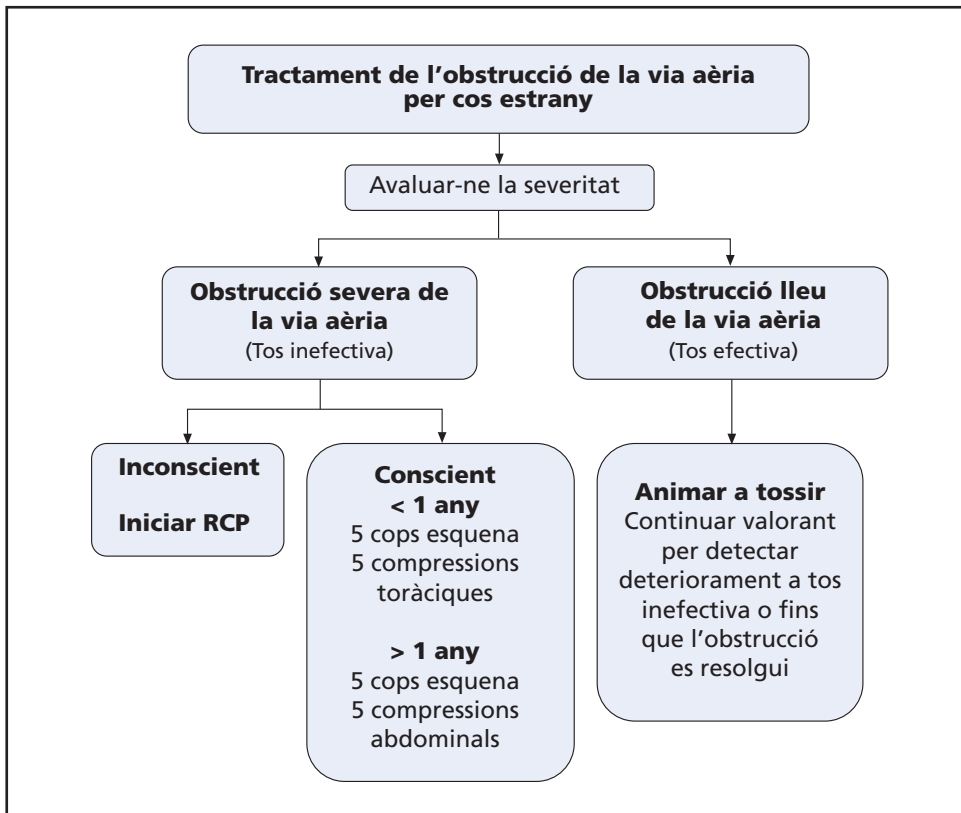 Tractament de l’obstrucció de la via aèria
per cos estrany
Avaluar-ne la severitat
Obstrucció severa de
la via aèria
(Tos inefectiva)
Obstrucció lleu
de la via aèria
(Tos efectiva)
Inconscient
Iniciar RCP
Conscient
< 1 any
5 cops esquena
5 compressions
toràciques
> 1 any
5 cops esquena
5 compressions
abdominals
Animar a tossir
Continuar valorant
per detectar
deteriorament a tos
inefectiva o fins
que l’obstrucció
es resolgui